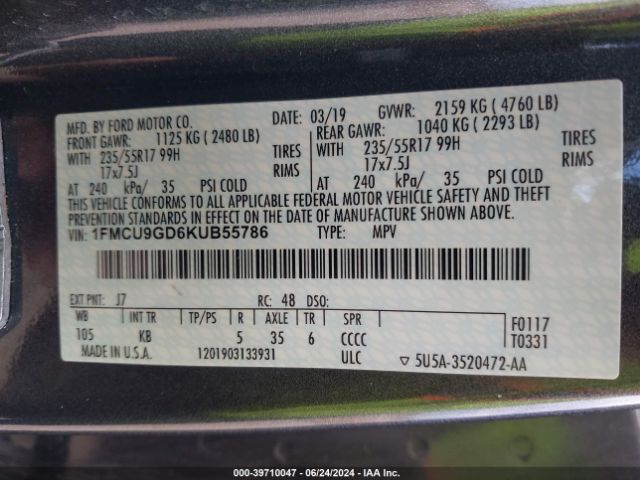 MFD. BY FORD MOTOR CO. DATE: 03/19 GVWR: 2159 KG ( 4760 LB)
FRONT GAWR: 1125 KG ( 2480 LB) REAR GAWR: 1040 KG ( 2293 LB)
WITH 235/55R17 99H TIRES WITH 235/55R17 99H TIRES
17x7.5J RIMS 17x7.5J RIMS
AT 240 kPa/ 35 PSI COLD AT 240 kPa/ 35 PSI COLD
THIS VEHICLE CONFORMS TO ALL APPLICABLE FEDERAL MOTOR VEHICLE SAFETY AND THEFT
PREVENTION STANDARDS IN EFFECT ON THE DATE OF MANUFACTURE SHOWN ABOVE.
VIN: 1FMCU9GD6KUB55786 TYPE: MPV
EXT PNT: J7 RC: 48 DSO:
WB INT TR TP/PS R AXLE TR SPR F0117
105 KB 5 35 6 CCCC T0331
MADE IN U.S.A. 1201903133931 ULC ▽ 5U5A-3520472-AA
000-39710047 - 06/24/2024 - IAA Inc.